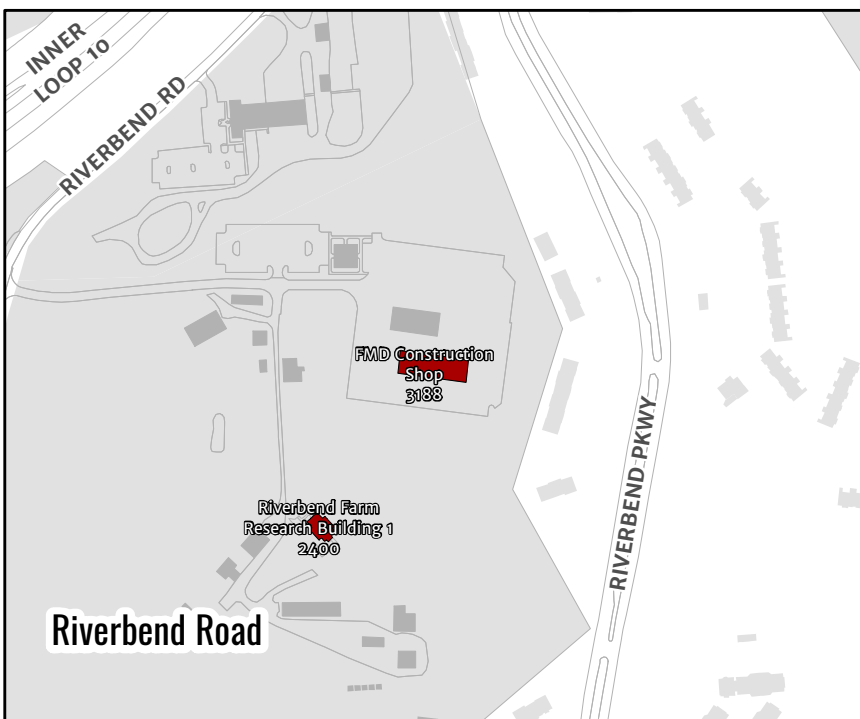 INNER
LOOP 10
RIVERBEND RD
FMD Construction
Shop
3188
RIVERBEND PKWY
Riverbend Farm
Research Building 1
2400
Riverbend Road